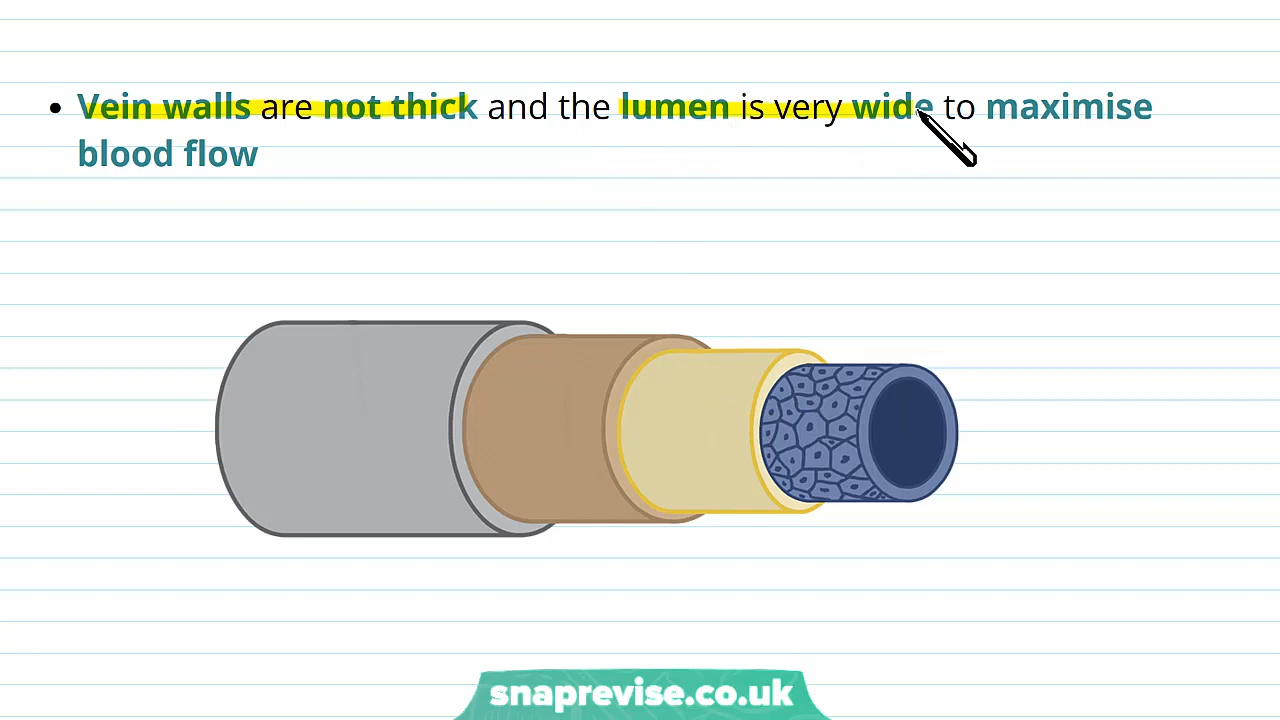 • Vein walls are not thick and the lumen is very wide to maximise
blood flow
snaprevise.co.uk